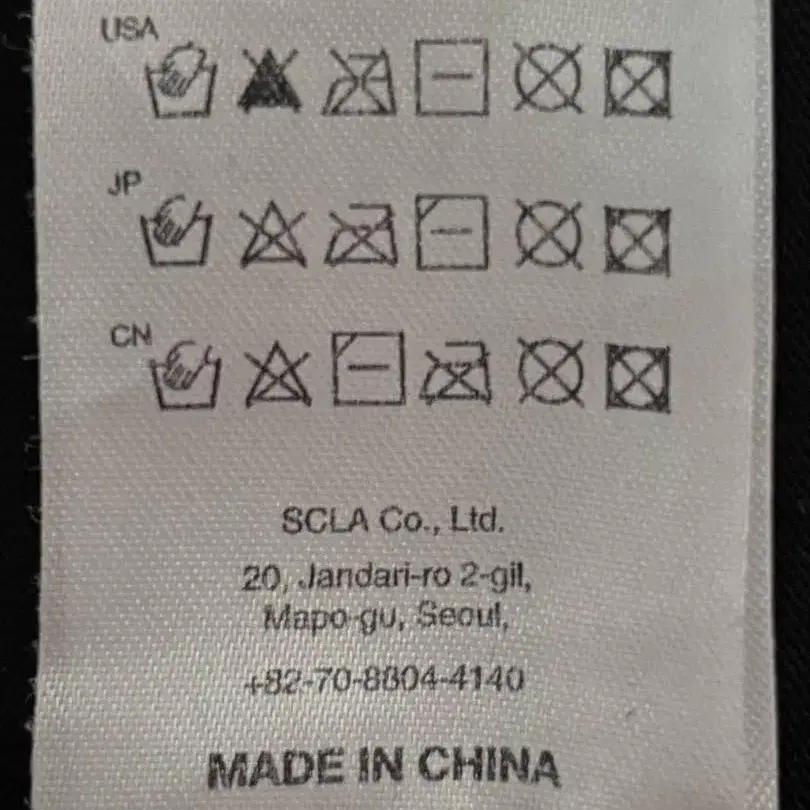 USA
JP
CN
SCLA Co., Ltd.
20, Jandari-ro 2-gil,
Mapo-gu, Seoul,
+82-70-8804-4140
MADE IN CHINA